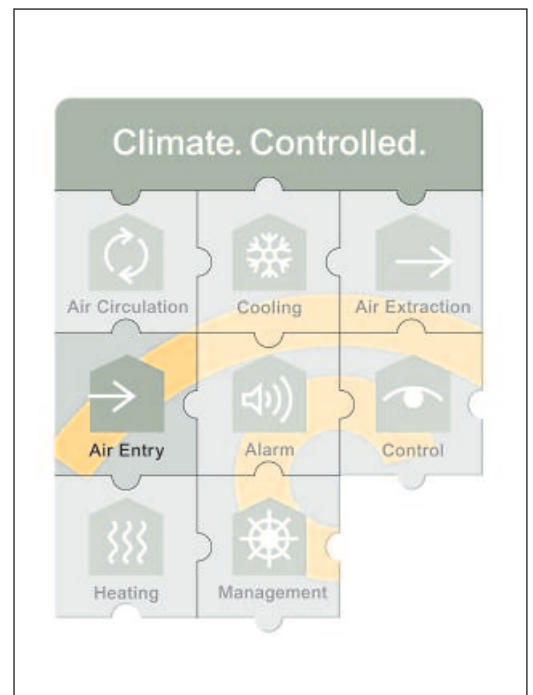 Climate. Controlled.
Air Circulation
Cooling
Air Extraction
Air Entry
Alarm
Control
Heating
Management